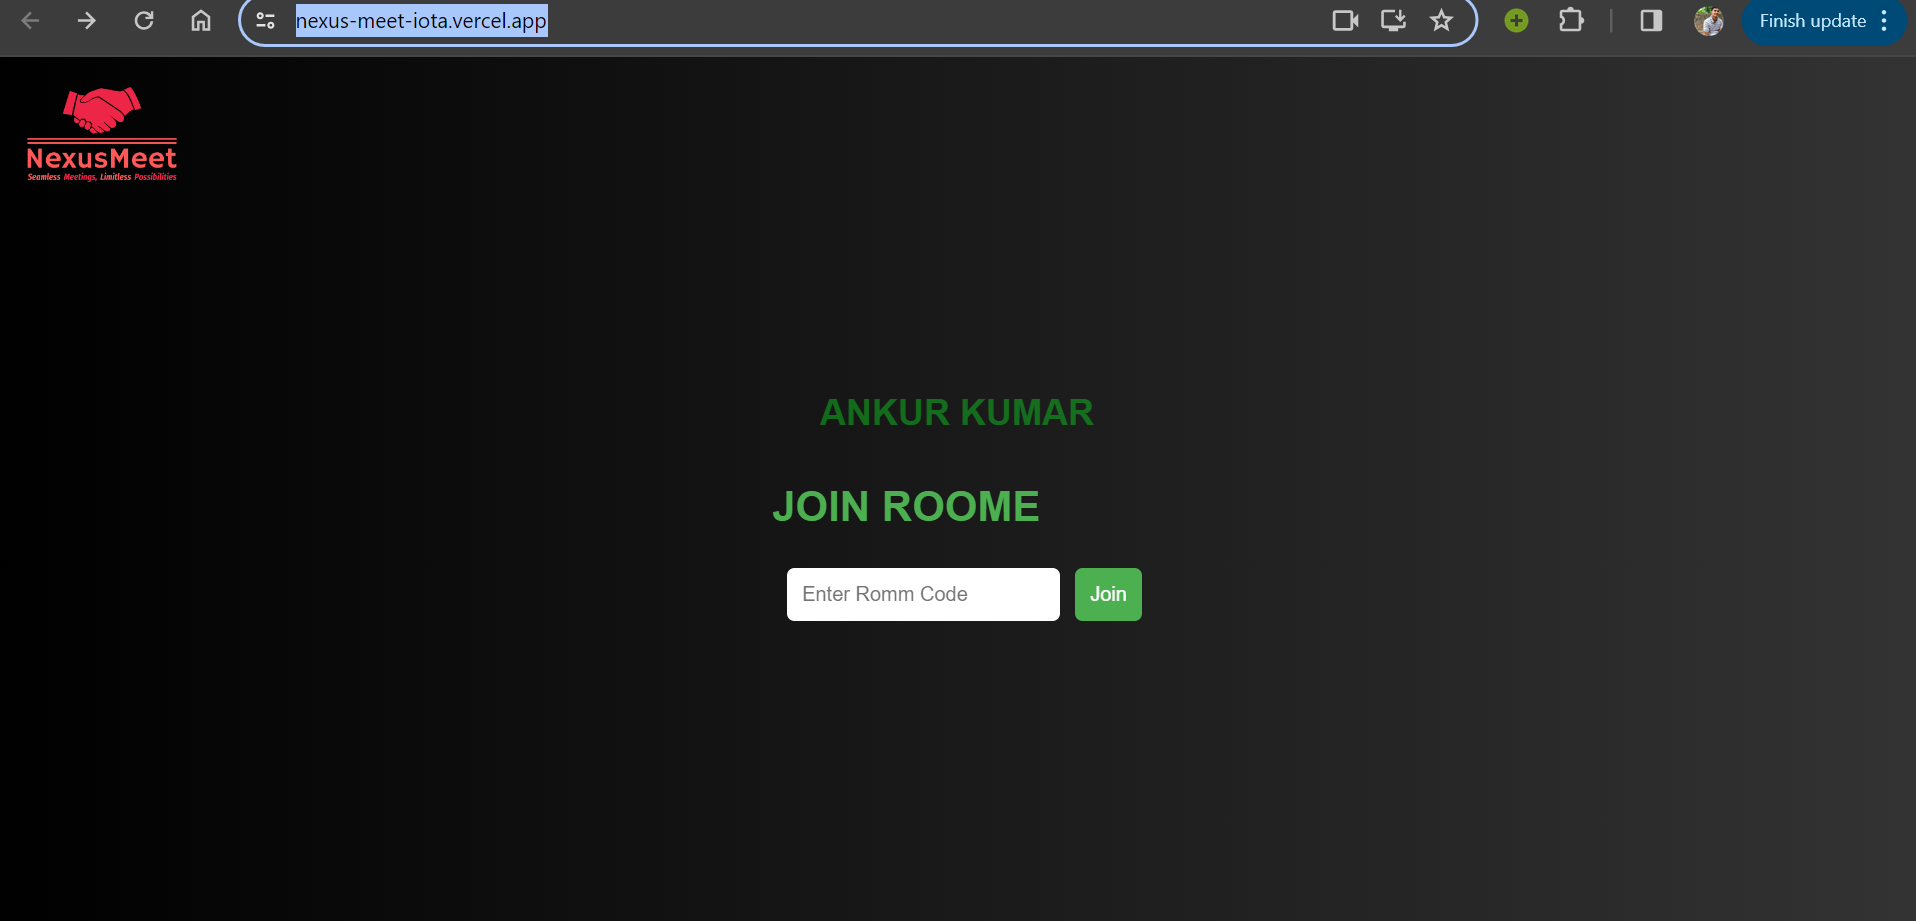 nexus-meet-iota.vercel.app
Finish update
NexusMeet
Seamless Meetings, Limitless Possibilities
ANKUR KUMAR
JOIN ROOME
Enter Romm Code
Join